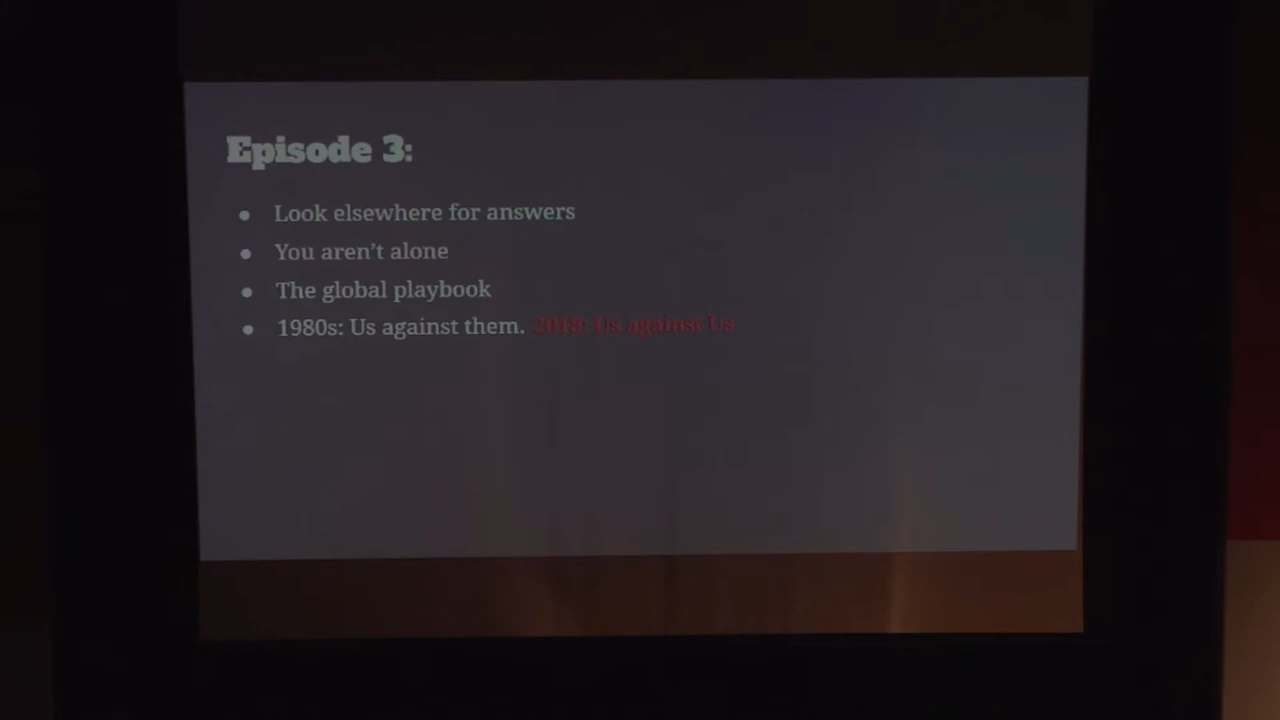 Episode 3:
● Look elsewhere for answers
● You aren't alone
● The global playbook
● 1980s: Us against them. 2018: Us against Us